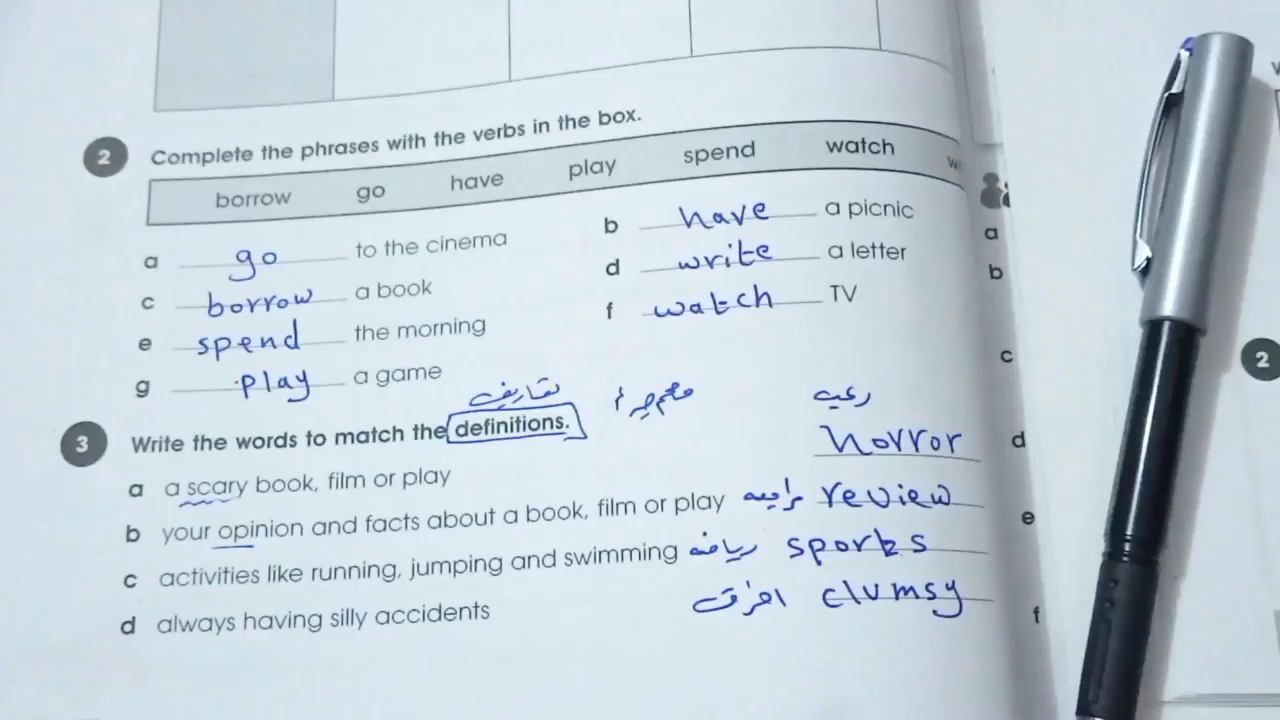 2 Complete the phrases with the verbs in the box.
borrow go have play spend watch w
a go to the cinema b have a picnic
c borrow a book d write a letter
e spend the morning f watch TV
g play a game
تعاريف رعب
3 Write the words to match the definitions.
a a scary book, film or play horror
b your opinion and facts about a book, film or play review
c activities like running, jumping and swimming رياضه sports
d always having silly accidents اخرق clumsy
a
b
c
2
d
e
f